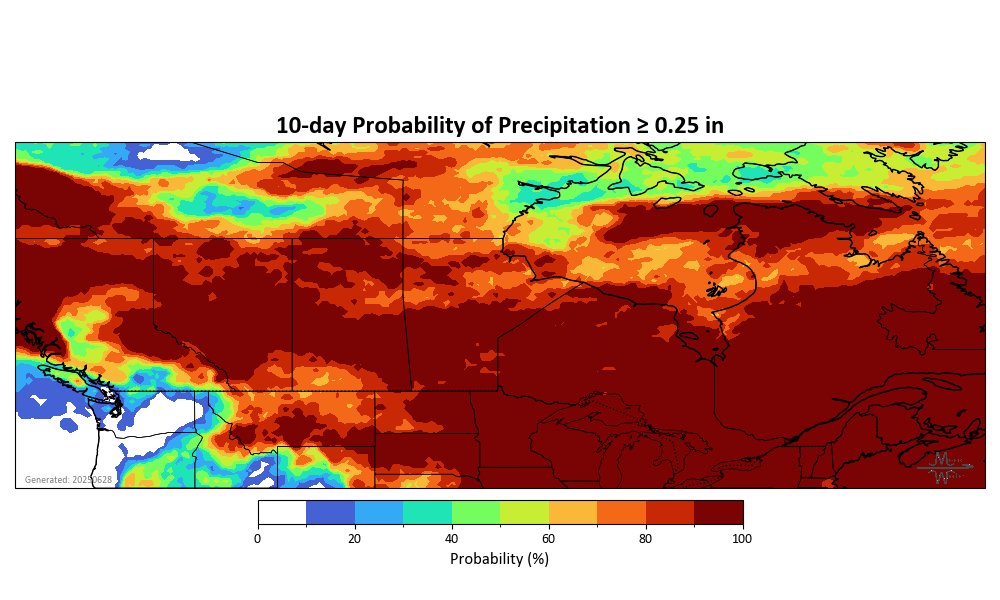 10-day Probability of Precipitation ≥ 0.25 in
Generated: 20250628
0 20 40 60 80 100
Probability (%)